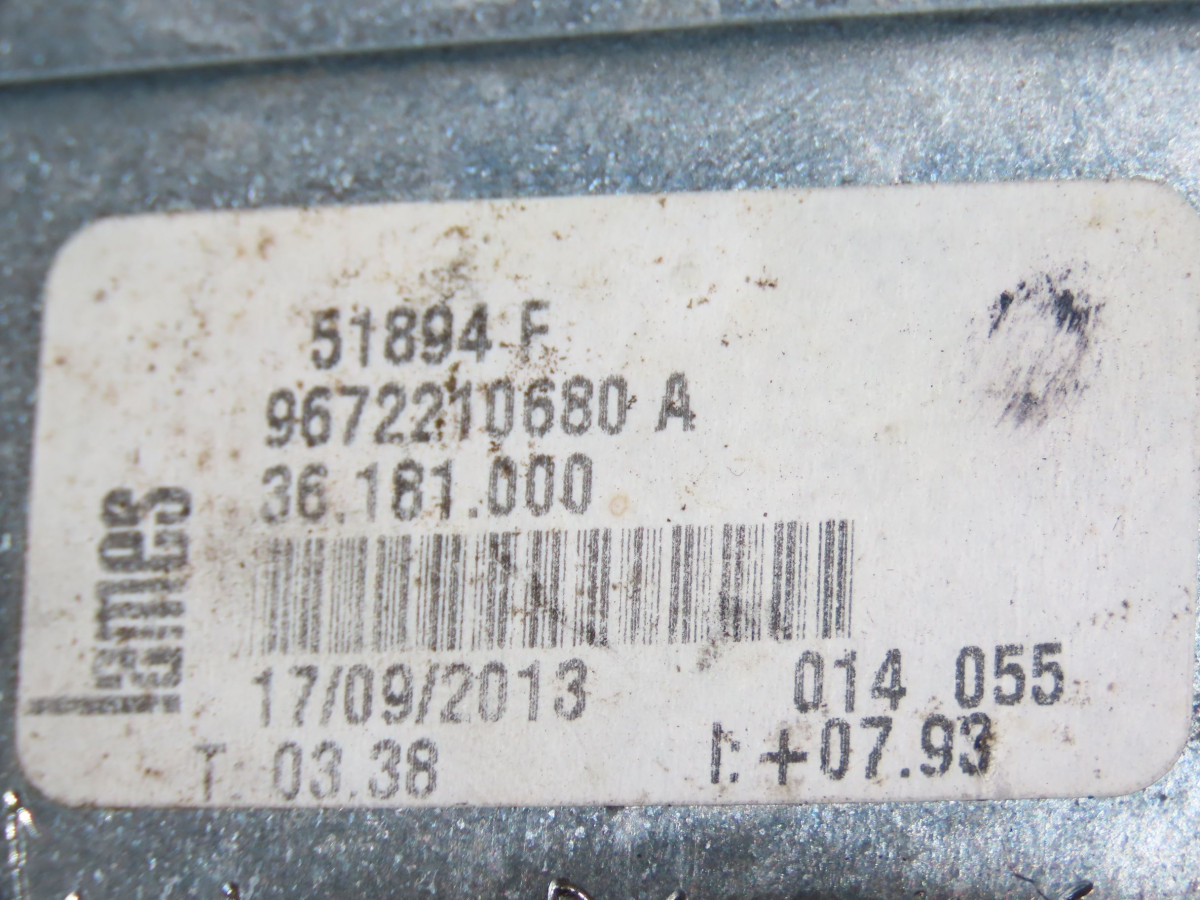 51894 F
9672210680 A
36.181.000
lames
17/09/2013
014 055
T: 03.38
I: +07.93